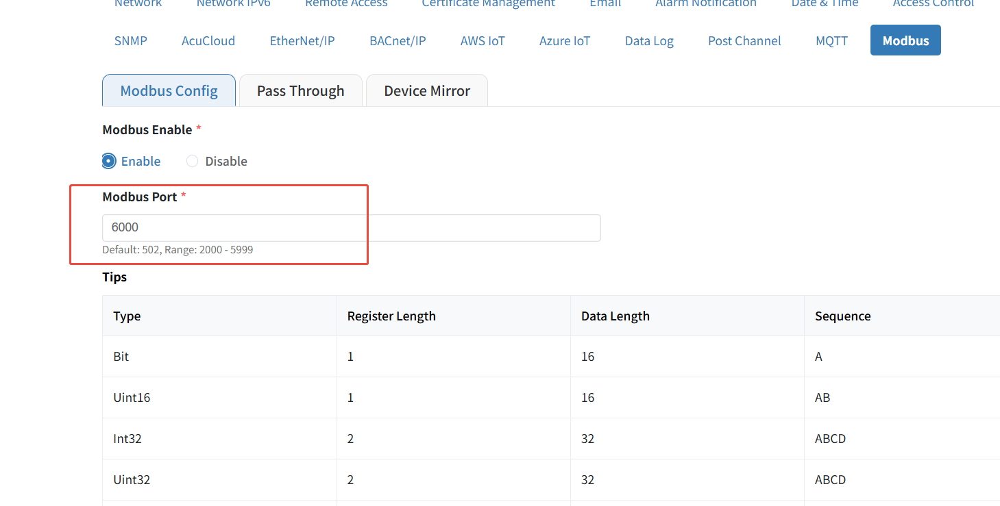 Network Network IPv6 Remote Access Certificate Management Email Alarm Notification Date & Time Access Control
SNMP AcuCloud EtherNet/IP BACnet/IP AWS IoT Azure IoT Data Log Post Channel MQTT Modbus
Modbus Config Pass Through Device Mirror
Modbus Enable *
Enable Disable
Modbus Port *
6000
Default: 502, Range: 2000 - 5999
Tips
Type Register Length Data Length Sequence
Bit 1 16 A
Uint16 1 16 AB
Int32 2 32 ABCD
Uint32 2 32 ABCD